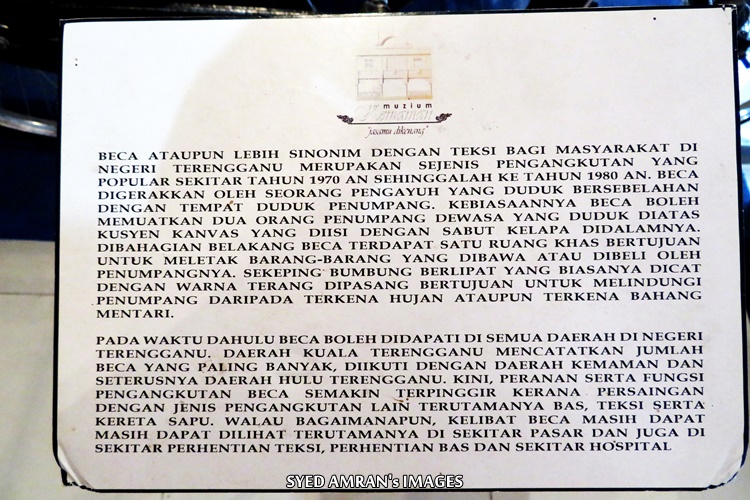 muzium
"jasamu dikenang"
BECA ATAUPUN LEBIH SINONIM DENGAN TEKSI BAGI MASYARAKAT DI
NEGERI TERENGGANU MERUPAKAN SEJENIS PENGANGKUTAN YANG
POPULAR SEKITAR TAHUN 1970 AN SEHINGGALAH KE TAHUN 1980 AN. BECA
DIGERAKKAN OLEH SEORANG PENGAYUH YANG DUDUK BERSEBELAHAN
DENGAN TEMPAT DUDUK PENUMPANG. KEBIASAANNYA BECA BOLEH
MEMUATKAN DUA ORANG PENUMPANG DEWASA YANG DUDUK DIATAS
KUSYEN KANVAS YANG DIISI DENGAN SABUT KELAPA DIDALAMNYA.
DIBAHAGIAN BELAKANG BECA TERDAPAT SATU RUANG KHAS BERTUJUAN
UNTUK MELETAK BARANG-BARANG YANG DIBAWA ATAU DIBELI OLEH
PENUMPANGNYA. SEKEPING BUMBUNG BERLIPAT YANG BIASANYA DICAT
DENGAN WARNA TERANG DIPASANG BERTUJUAN UNTUK MELINDUNGI
PENUMPANG DARIPADA TERKENA HUJAN ATAUPUN TERKENA BAHANG
MENTARI.
PADA WAKTU DAHULU BECA BOLEH DIDAPATI DI SEMUA DAERAH DI NEGERI
TERENGGANU. DAERAH KUALA TERENGGANU MENCATATKAN JUMLAH
BECA YANG PALING BANYAK, DIIKUTI DENGAN DAERAH KEMAMAN DAN
SETERUSNYA DAERAH HULU TERENGGANU. KINI, PERANAN SERTA FUNGSI
PENGANGKUTAN BECA SEMAKIN TERPINGGIR KERANA PERSAINGAN
DENGAN JENIS PENGANGKUTAN LAIN TERUTAMANYA BAS, TEKSI SERTA
KERETA SAPU. WALAU BAGAIMANAPUN, KELIBAT BECA MASIH DAPAT
MASIH DAPAT DILIHAT TERUTAMANYA DI SEKITAR PASAR DAN JUGA DI
SEKITAR PERHENTIAN TEKSI, PERHENTIAN BAS DAN SEKITAR HOSPITAL
SYED AMRAN's IMAGES